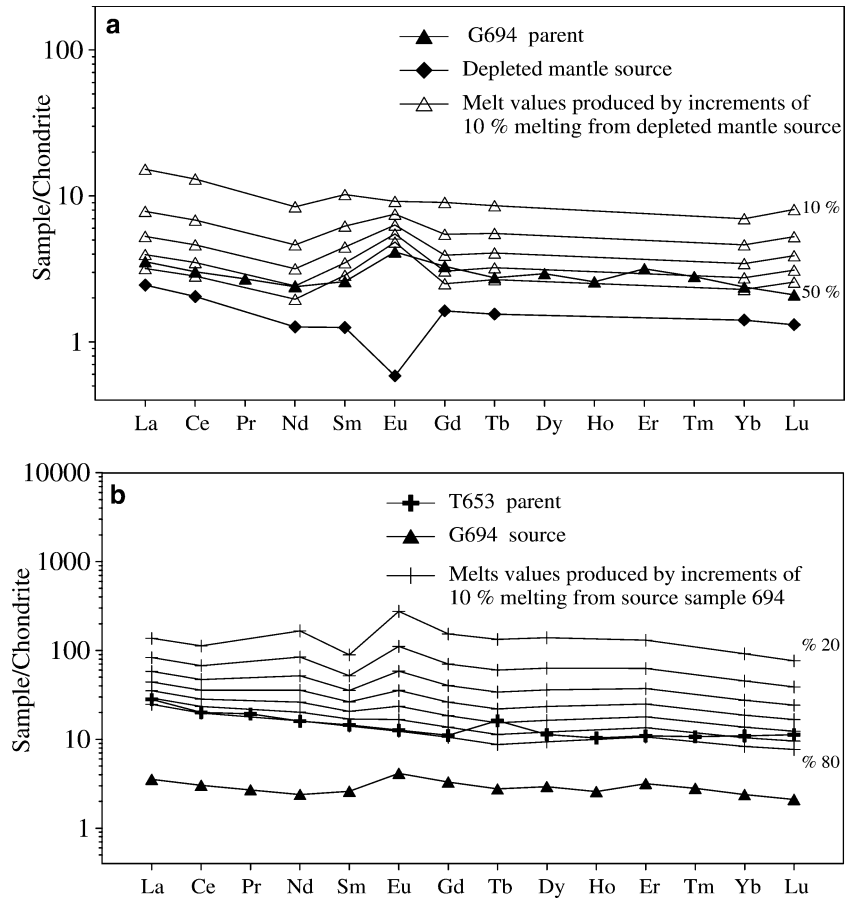 a
100
10
1
Sample/Chondrite
G694 parent
Depleted mantle source
Melt values produced by increments of
10 % melting from depleted mantle source
10 %
50 %
La Ce Pr Nd Sm Eu Gd Tb Dy Ho Er Tm Yb Lu
b
10000
1000
100
10
1
Sample/Chondrite
T653 parent
G694 source
Melts values produced by increments of
10 % melting from source sample 694
% 20
% 80
La Ce Pr Nd Sm Eu Gd Tb Dy Ho Er Tm Yb Lu